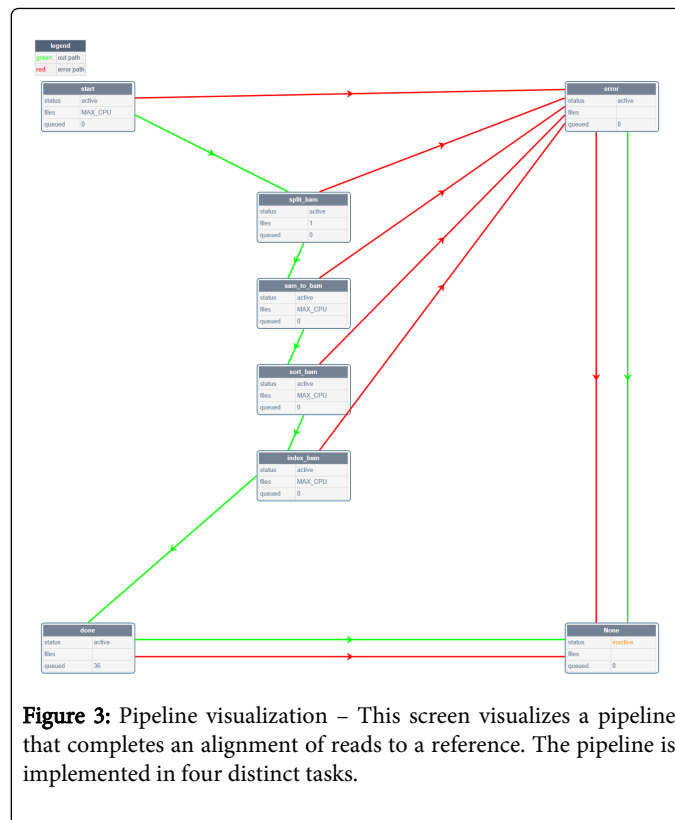 legend
green: out path
red: error path
start
status active
files MAX_CPU
queued 0
error
status active
files
queued 0
split_bam
status active
files 1
queued 0
sam_to_bam
status active
files MAX_CPU
queued 0
sort_bam
status active
files MAX_CPU
queued 0
index_bam
status active
files MAX_CPU
queued 0
done
status active
files
queued 36
None
status inactive
files
queued 0
Figure 3: Pipeline visualization – This screen visualizes a pipeline
that completes an alignment of reads to a reference. The pipeline is
implemented in four distinct tasks.